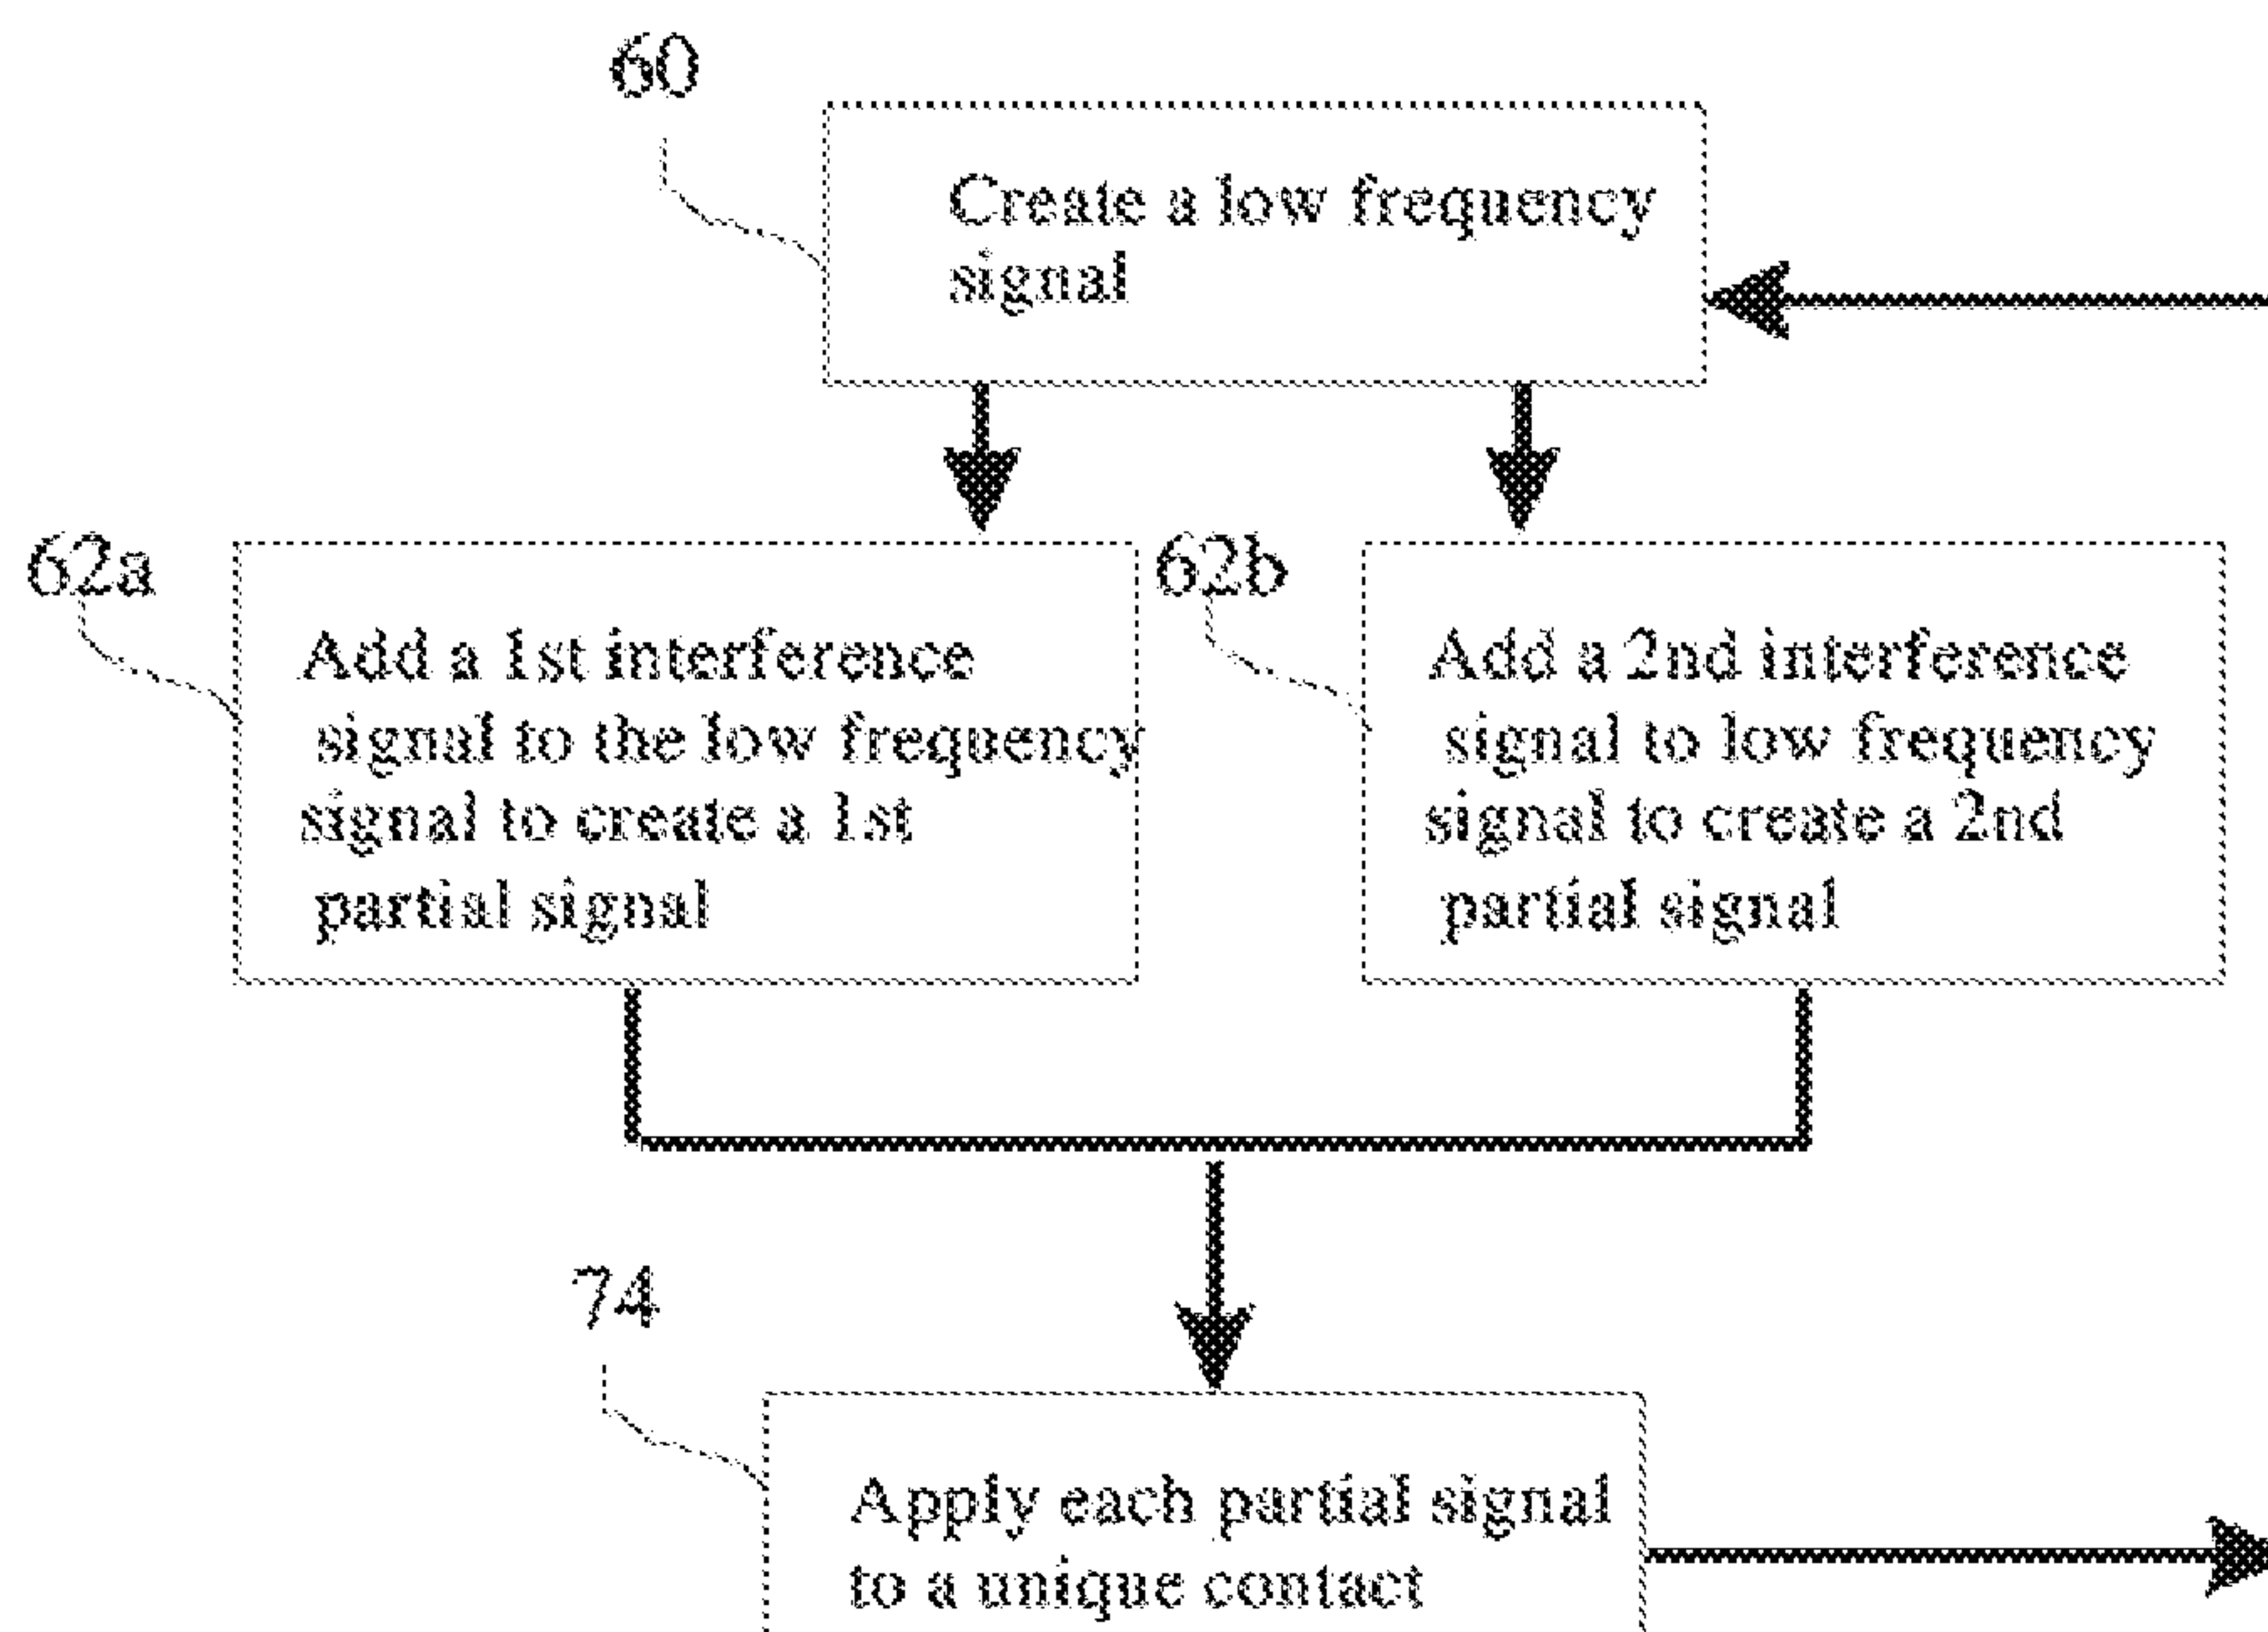 60
Create a low frequency
signal
62a
Add a 1st interference
signal to the low frequency
signal to create a 1st
partial signal
62b
Add a 2nd interference
signal to low frequency
signal to create a 2nd
partial signal
74
Apply each partial signal
to a unique contact